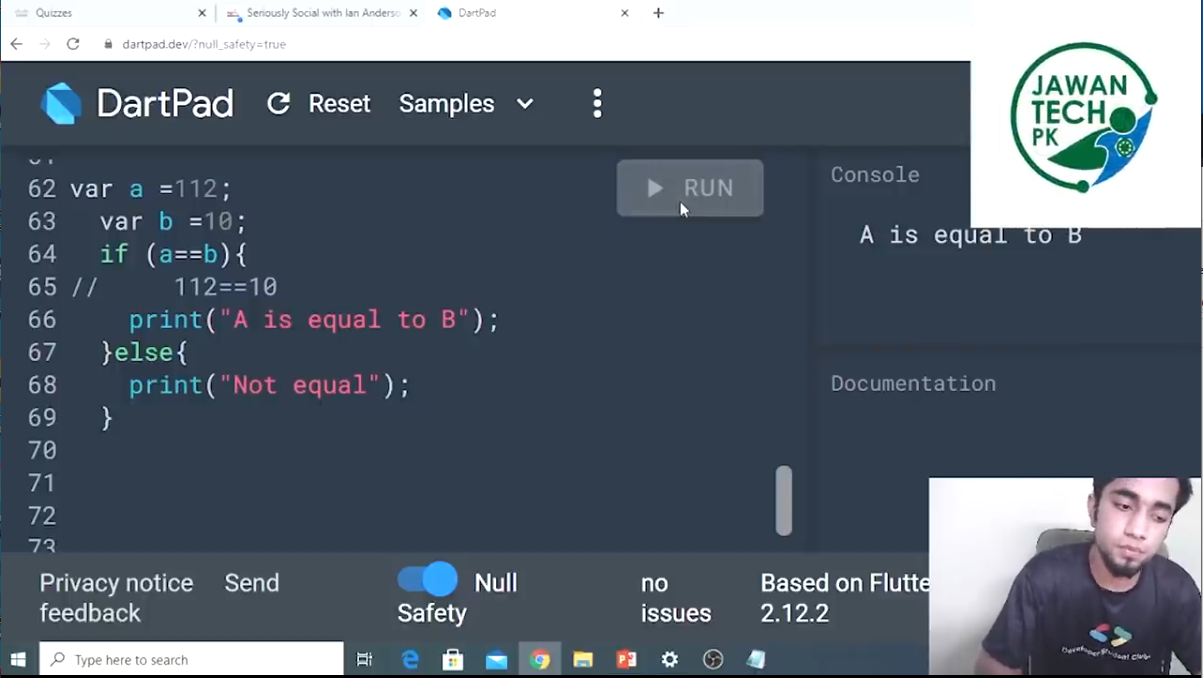 Quizzes
Seriously Social with Ian Anderso
DartPad
dartpad.dev/?null_safety=true
DartPad
Reset
Samples
JAWAN
TECH
PK
62 var a =112;
63 var b =10;
64 if (a==b){
65 // 112==10
66 print("A is equal to B");
67 }else{
68 print("Not equal");
69 }
70
71
72
73
RUN
Console
A is equal to B
Documentation
Privacy notice
Send
feedback
Null
Safety
no
issues
Based on Flutte
2.12.2
Developer Student Clubs
Type here to search